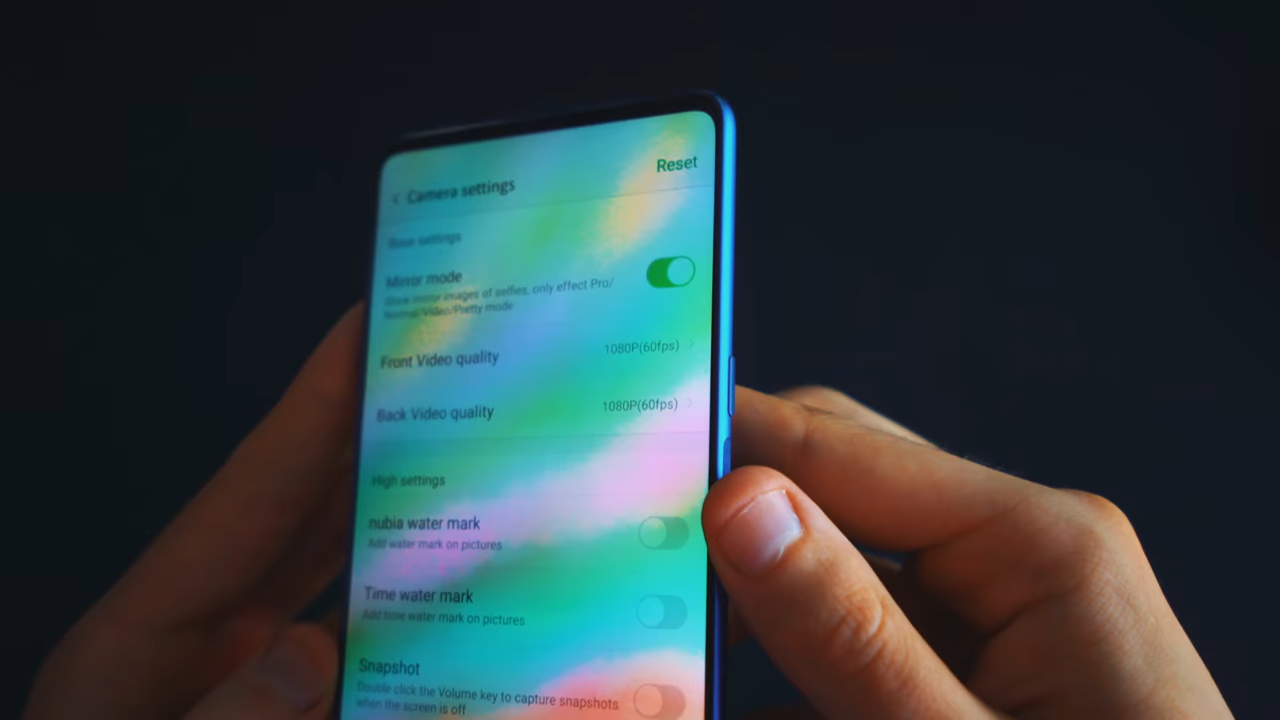 Reset
< Camera settings
Base settings
Mirror mode
Show mirror images of selfies, only effect Pro/
Normal/Video/Pretty mode
Front Video quality
1080P(60fps) >
Back Video quality
1080P(60fps) >
High settings
nubia water mark
Add water mark on pictures
Time water mark
Add time water mark on pictures
Snapshot
Double click the Volume key to capture snapshots
when the screen is off